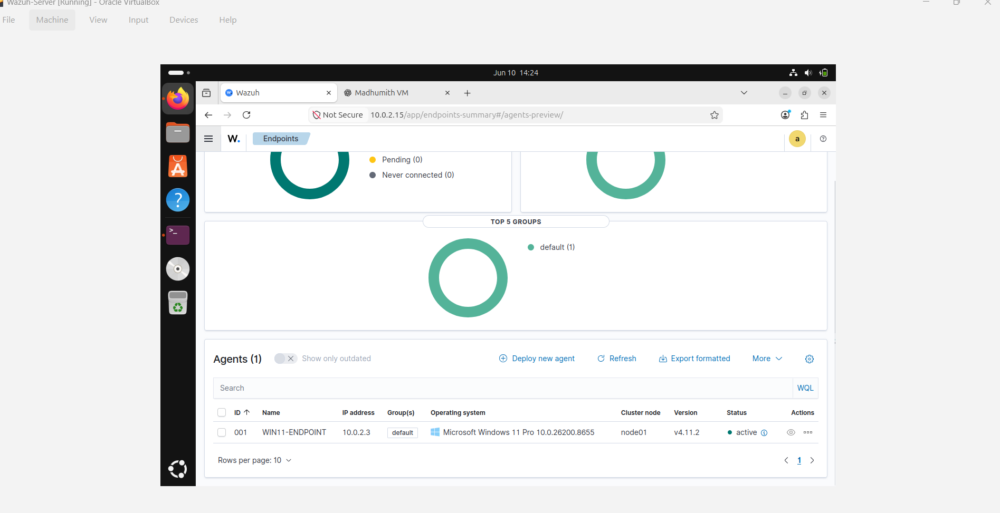 Wazuh-Server [Running] - Oracle VirtualBox
File Machine View Input Devices Help
Jun 10 14:24
Wazuh Madhumith VM
Not Secure 10.0.2.15/app/endpoints-summary#/agents-preview/
W. Endpoints a
Pending (0)
Never connected (0)
TOP 5 GROUPS
default (1)
Agents (1) Show only outdated Deploy new agent Refresh Export formatted More
Search WQL
ID Name IP address Group(s) Operating system Cluster node Version Status Actions
001 WIN11-ENDPOINT 10.0.2.3 default Microsoft Windows 11 Pro 10.0.26200.8655 node01 v4.11.2 active
Rows per page: 10 1